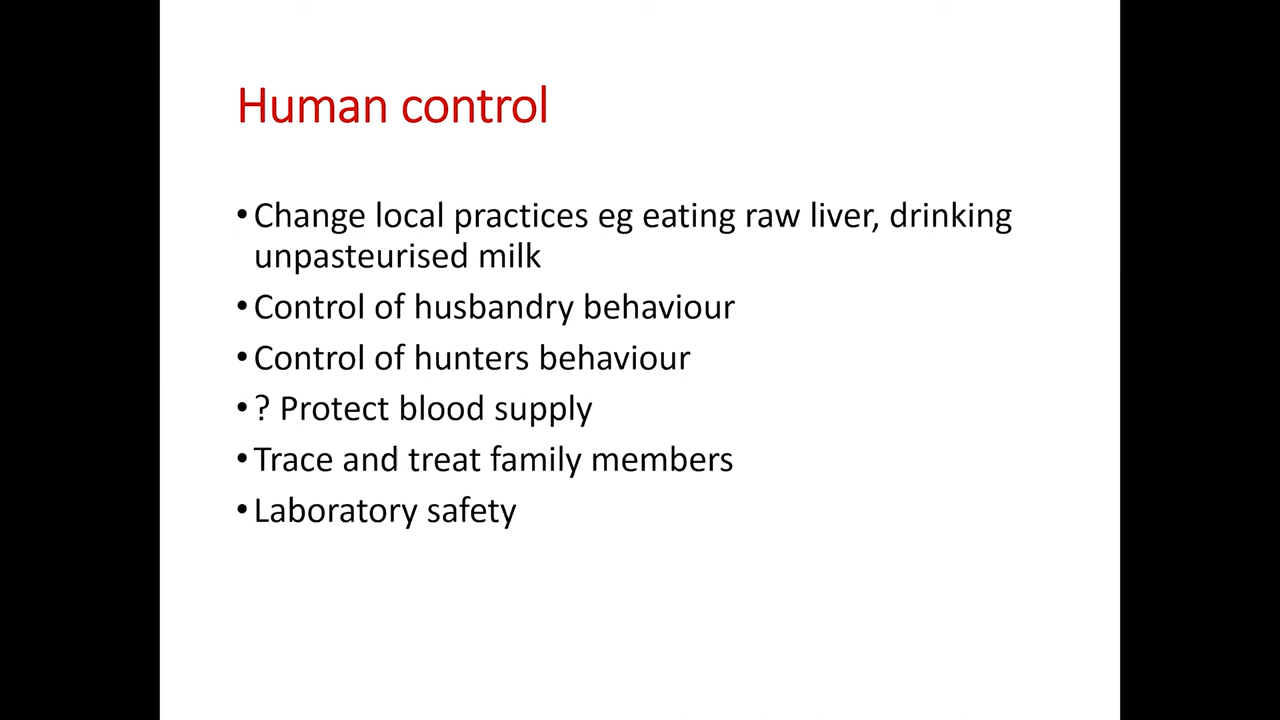 Human control
•Change local practices eg eating raw liver, drinking
unpasteurised milk
•Control of husbandry behaviour
•Control of hunters behaviour
•? Protect blood supply
•Trace and treat family members
•Laboratory safety